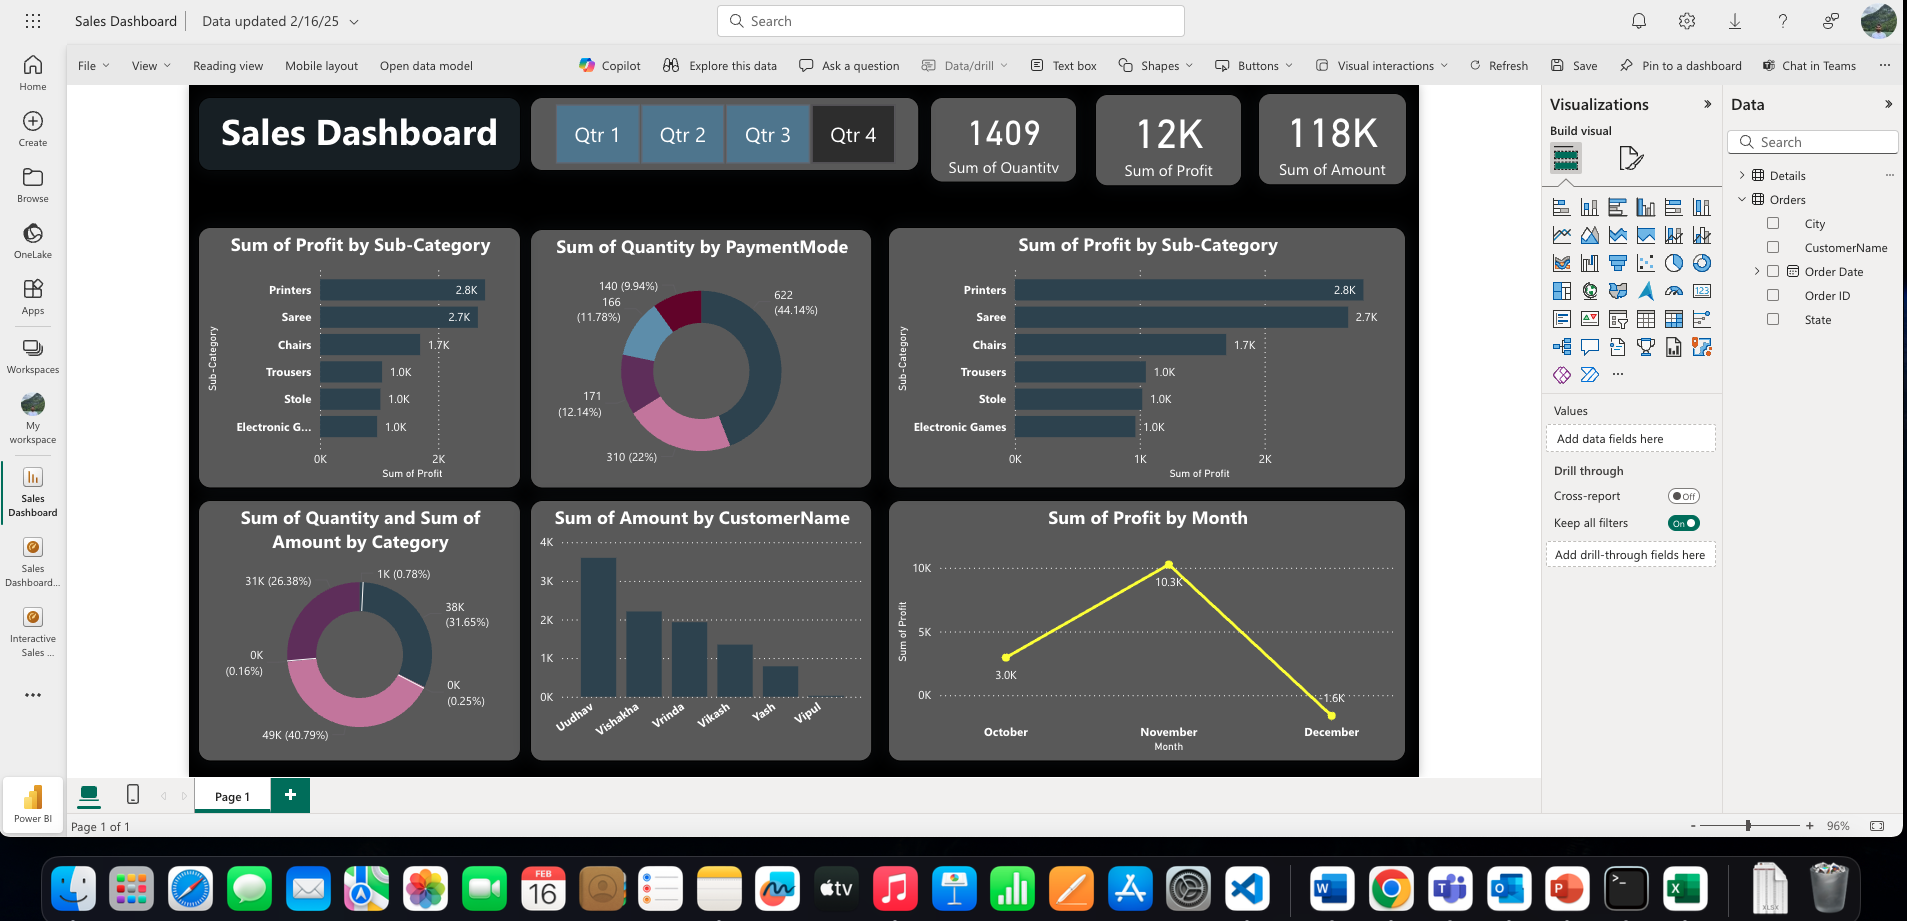 Sales Dashboard
Data updated 2/16/25
Search
Home
Create
Browse
OneLake
Apps
Workspaces
My
workspace
Sales
Dashboard
Sales
Dashboard...
Interactive
Sales ...
Power BI
File
View
Reading view
Mobile layout
Open data model
Copilot
Explore this data
Ask a question
Data/drill
Text box
Shapes
Buttons
Visual interactions
Refresh
Save
Pin to a dashboard
Chat in Teams
Sales Dashboard
Qtr 1
Qtr 2
Qtr 3
Qtr 4
1409
Sum of Quantity
12K
Sum of Profit
118K
Sum of Amount
Sum of Profit by Sub-Category
Sub-Category
Printers
2.8K
Saree
2.7K
Chairs
1.7K
Trousers
1.0K
Stole
1.0K
Electronic G...
1.0K
0K
2K
Sum of Profit
Sum of Quantity by PaymentMode
140 (9.94%)
166
(11.78%)
622
(44.14%)
171
(12.14%)
310 (22%)
Sum of Profit by Sub-Category
Sub-Category
Printers
2.8K
Saree
2.7K
Chairs
1.7K
Trousers
1.0K
Stole
1.0K
Electronic Games
1.0K
0K
1K
2K
Sum of Profit
Sum of Quantity and Sum of
Amount by Category
31K (26.38%)
1K (0.78%)
38K
(31.65%)
0K
(0.16%)
0K
(0.25%)
49K (40.79%)
Sum of Amount by CustomerName
4K
3K
2K
1K
0K
Uudhav
Vishakha
Vrinda
Vikash
Yash
Vipul
Sum of Profit by Month
Sum of Profit
10K
5K
0K
3.0K
10.3K
-1.6K
October
November
December
Month
Visualizations
Build visual
123
Values
Add data fields here
Drill through
Cross-report
Off
Keep all filters
On
Add drill-through fields here
Data
Search
Details
Orders
City
CustomerName
Order Date
Order ID
State
Page 1
Page 1 of 1
96%
FEB
16
tv
W
T
O
P
>_
X
XLSX